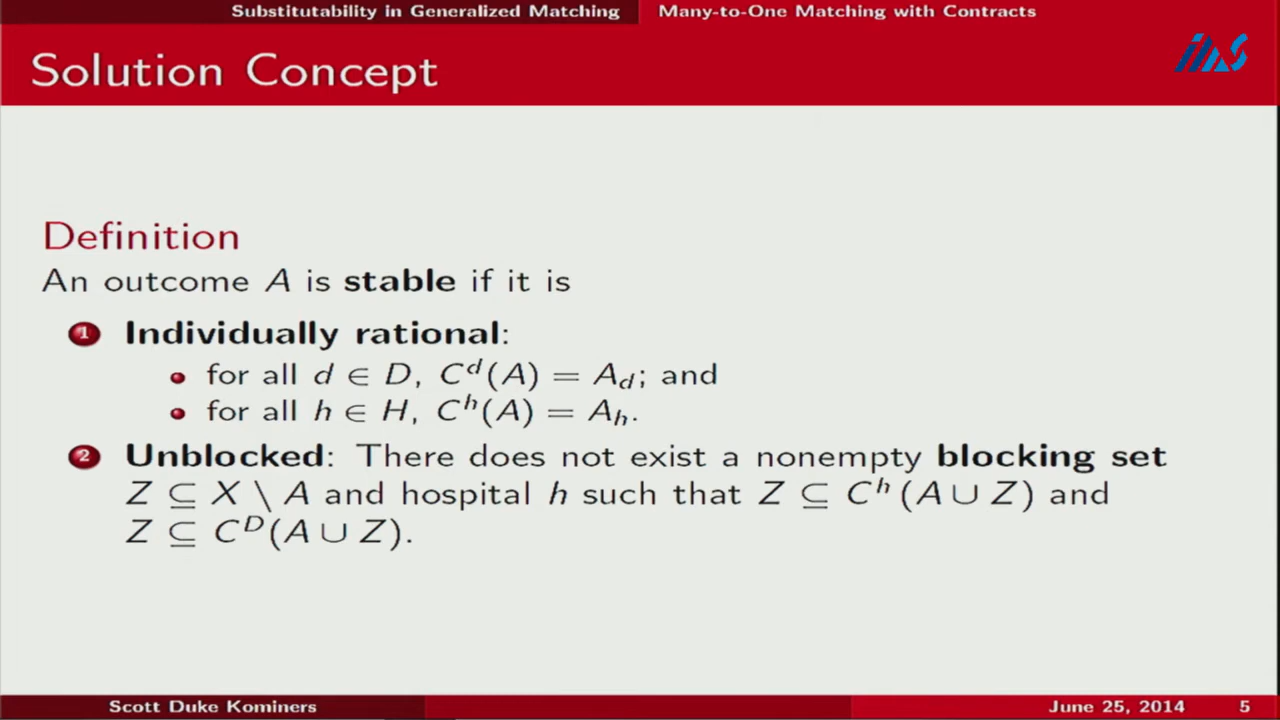 Substitutability in Generalized Matching Many-to-One Matching with Contracts
Solution Concept
IAS
Definition
An outcome A is stable if it is
1 Individually rational:
• for all d ∈ D, C^d(A) = A_d; and
• for all h ∈ H, C^h(A) = A_h.
2 Unblocked: There does not exist a nonempty blocking set
Z ⊆ X \ A and hospital h such that Z ⊆ C^h(A ∪ Z) and
Z ⊆ C^D(A ∪ Z).
Scott Duke Kominers June 25, 2014 5